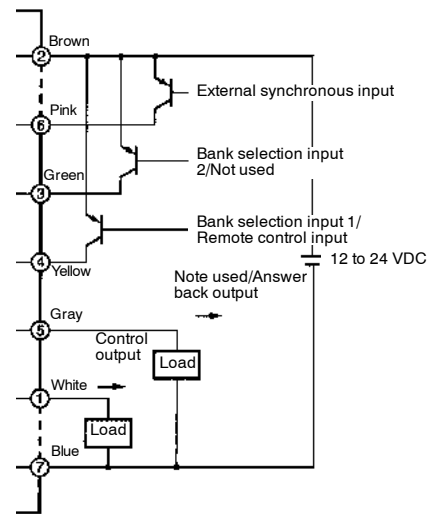 Brown
2
External synchronous input
Pink
6
Bank selection input
2/Not used
Green
3
Bank selection input 1/
Remote control input
4
Yellow
12 to 24 VDC
Note used/Answer
back output
Gray
5
Control
output
Load
White
1
Load
Blue
7